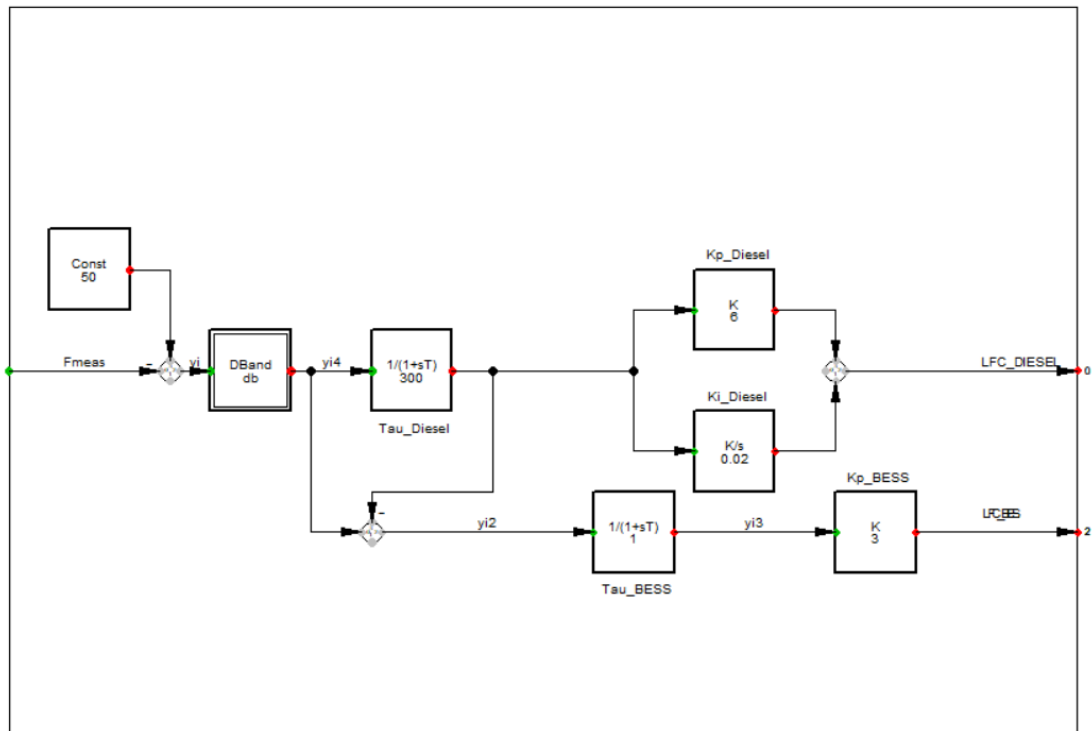 Kp_Diesel
Const
50
K
6
Fmeas
-
yi
DBand
db
yi4
1/(1+sT)
300
LFC_DIESEL
0
Tau_Diesel
Ki_Diesel
K/s
0.02
Kp_BESS
-
yi2
1/(1+sT)
1
yi3
K
3
2
Tau_BESS